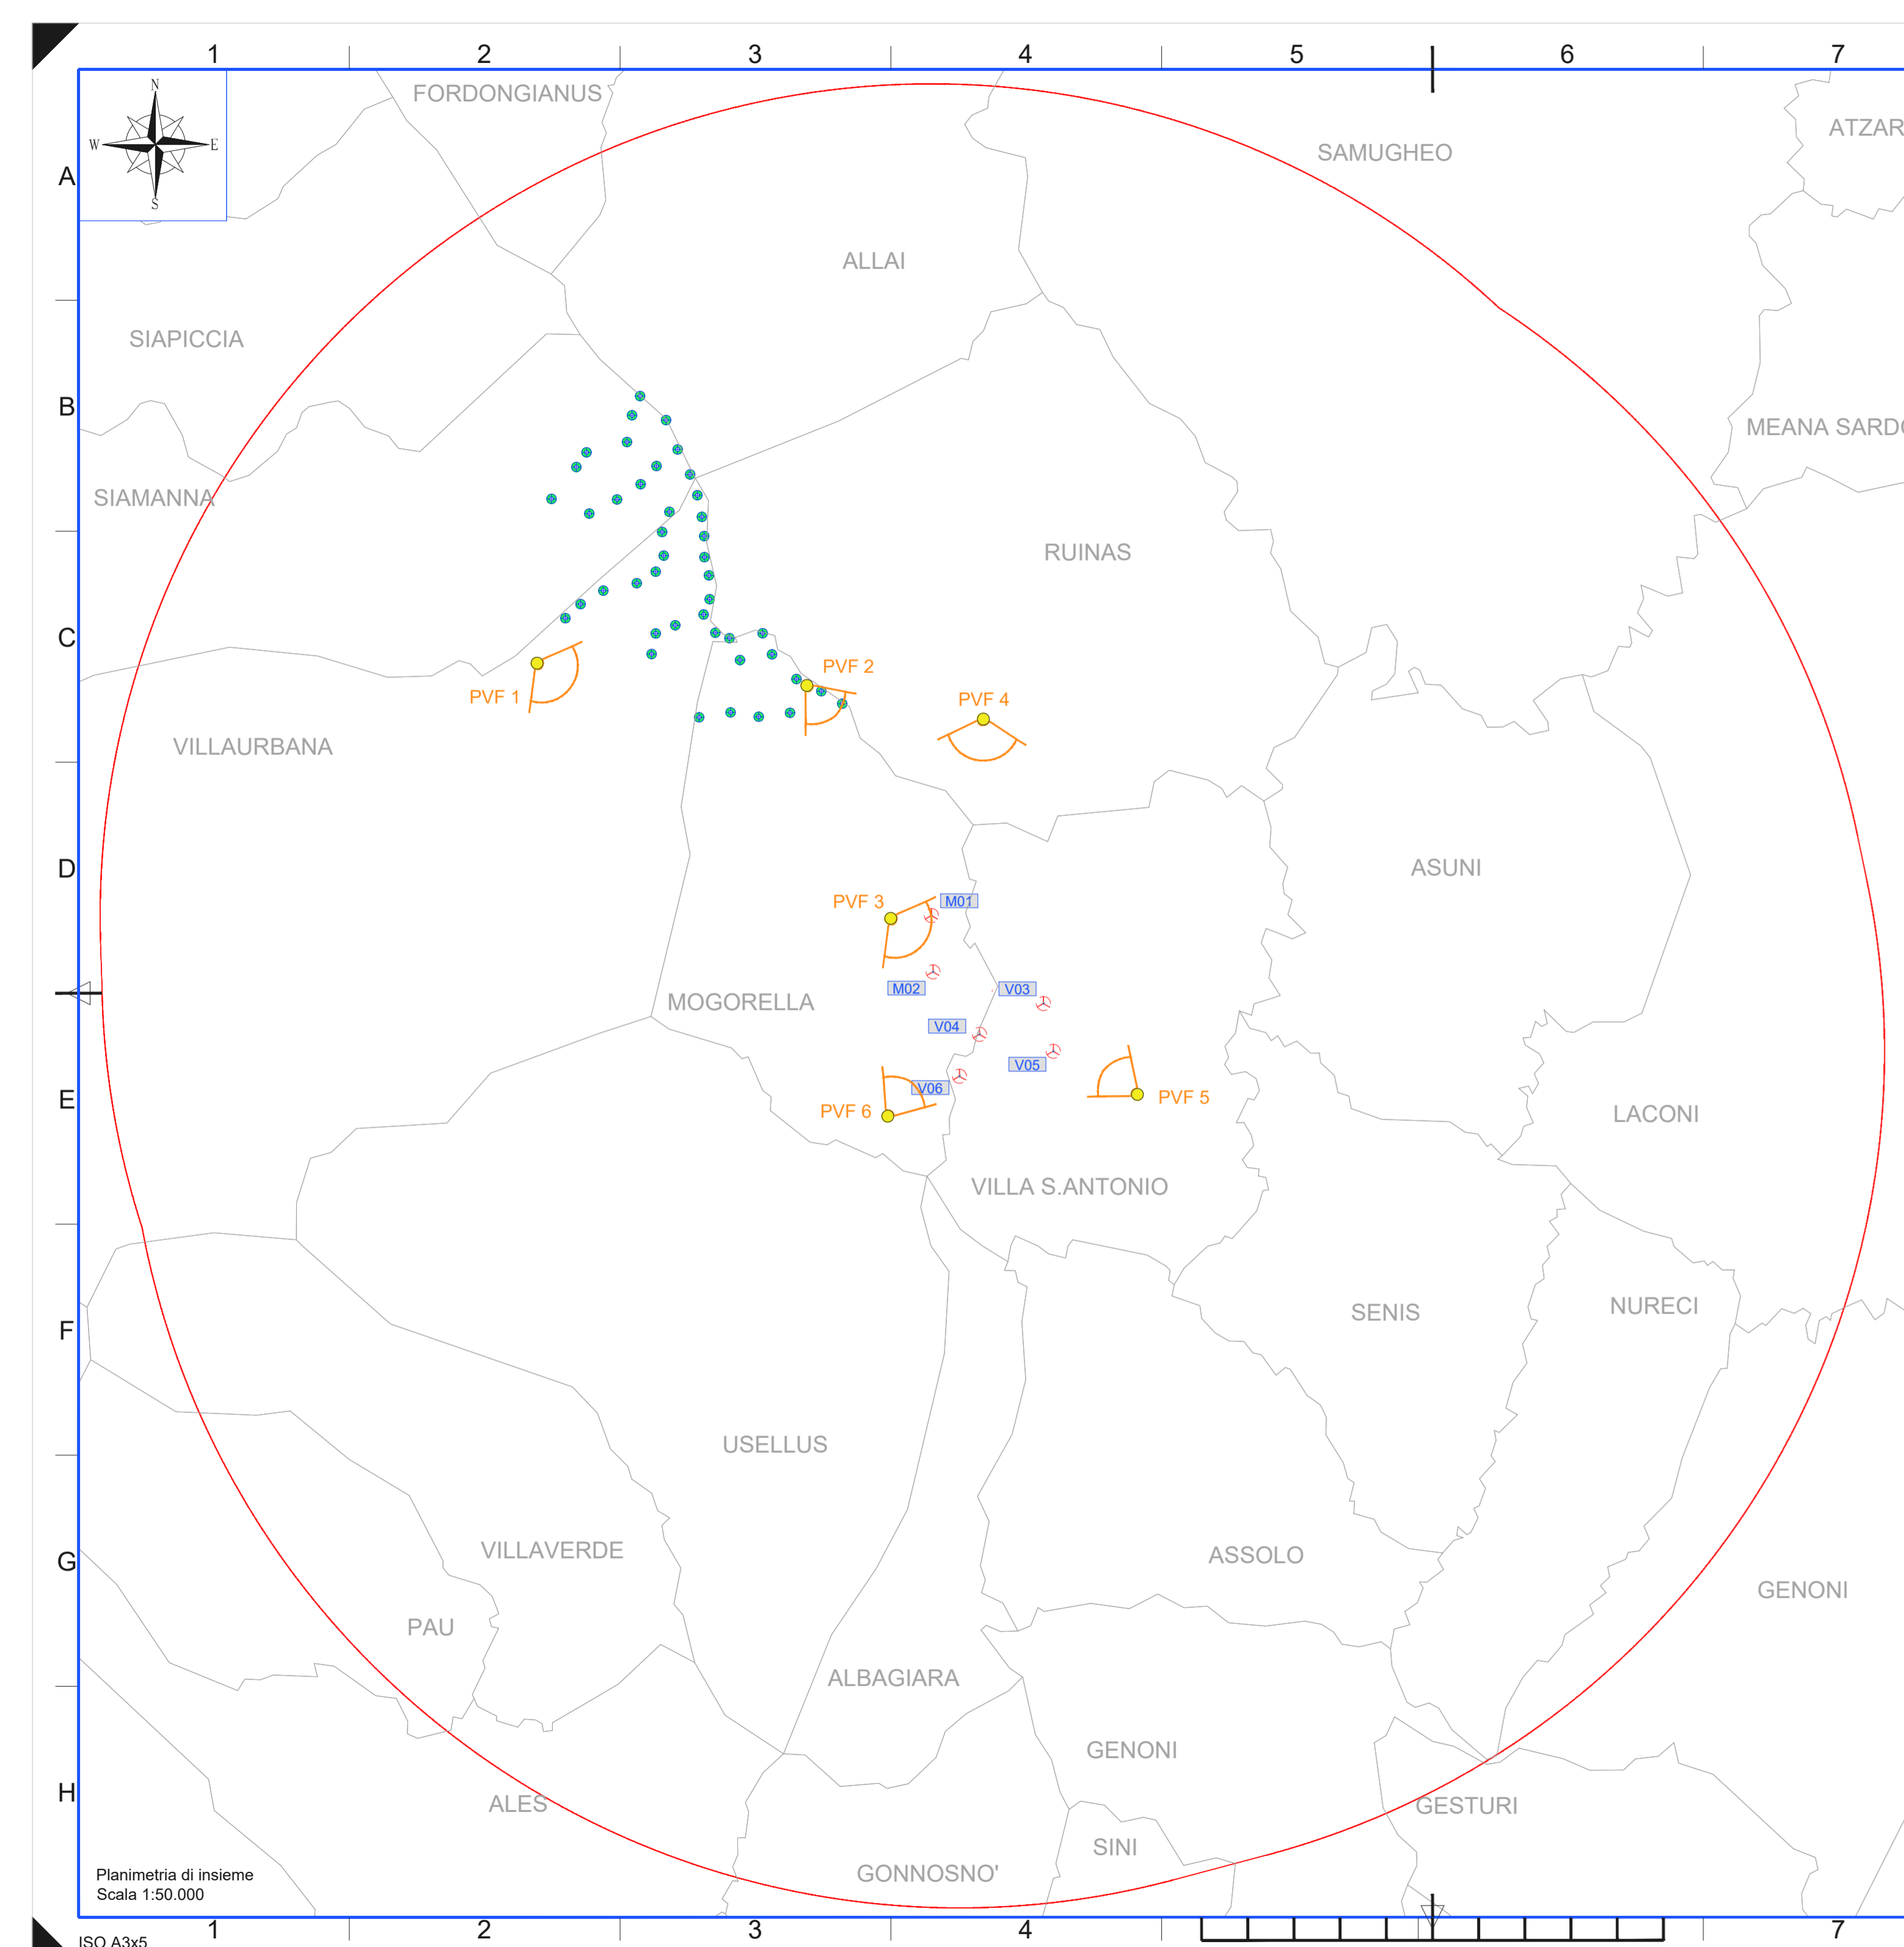 1 2 3 4 5 6 7
N
W E
S
FORDONGIANUS
ATZAR
SAMUGHEO
A
ALLAI
SIAPICCIA
B
MEANA SARDO
SIAMANNA
RUINAS
C
PVF 2
PVF 1
PVF 4
VILLAURBANA
D
ASUNI
PVF 3
M01
M02
V03
MOGORELLA
V04
V05
V06
E
PVF 5
PVF 6
LACONI
VILLA S.ANTONIO
NURECI
SENIS
F
USELLUS
VILLAVERDE
ASSOLO
G
GENONI
PAU
ALBAGIARA
GENONI
H
ALES
GESTURI
SINI
GONNOSNO'
Planimetria di insieme
Scala 1:50.000
1 2 3 4 7
ISO A3x5